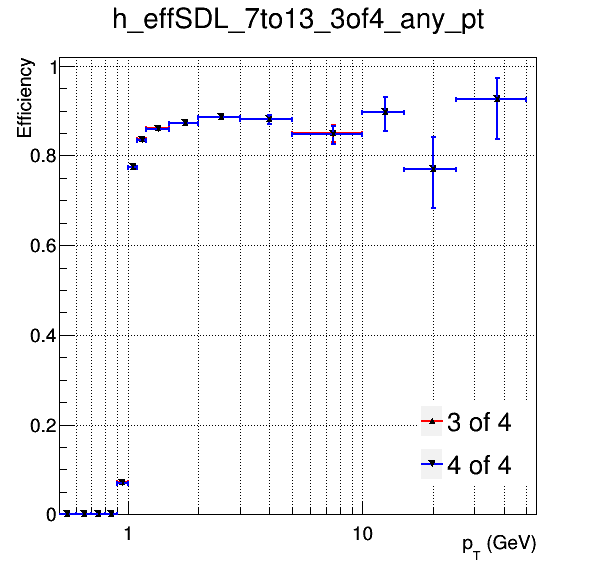 h_effSDL_7to13_3of4_any_pt
Efficiency
1
0.8
0.6
0.4
0.2
0
3 of 4
4 of 4
1
10
p_T (GeV)